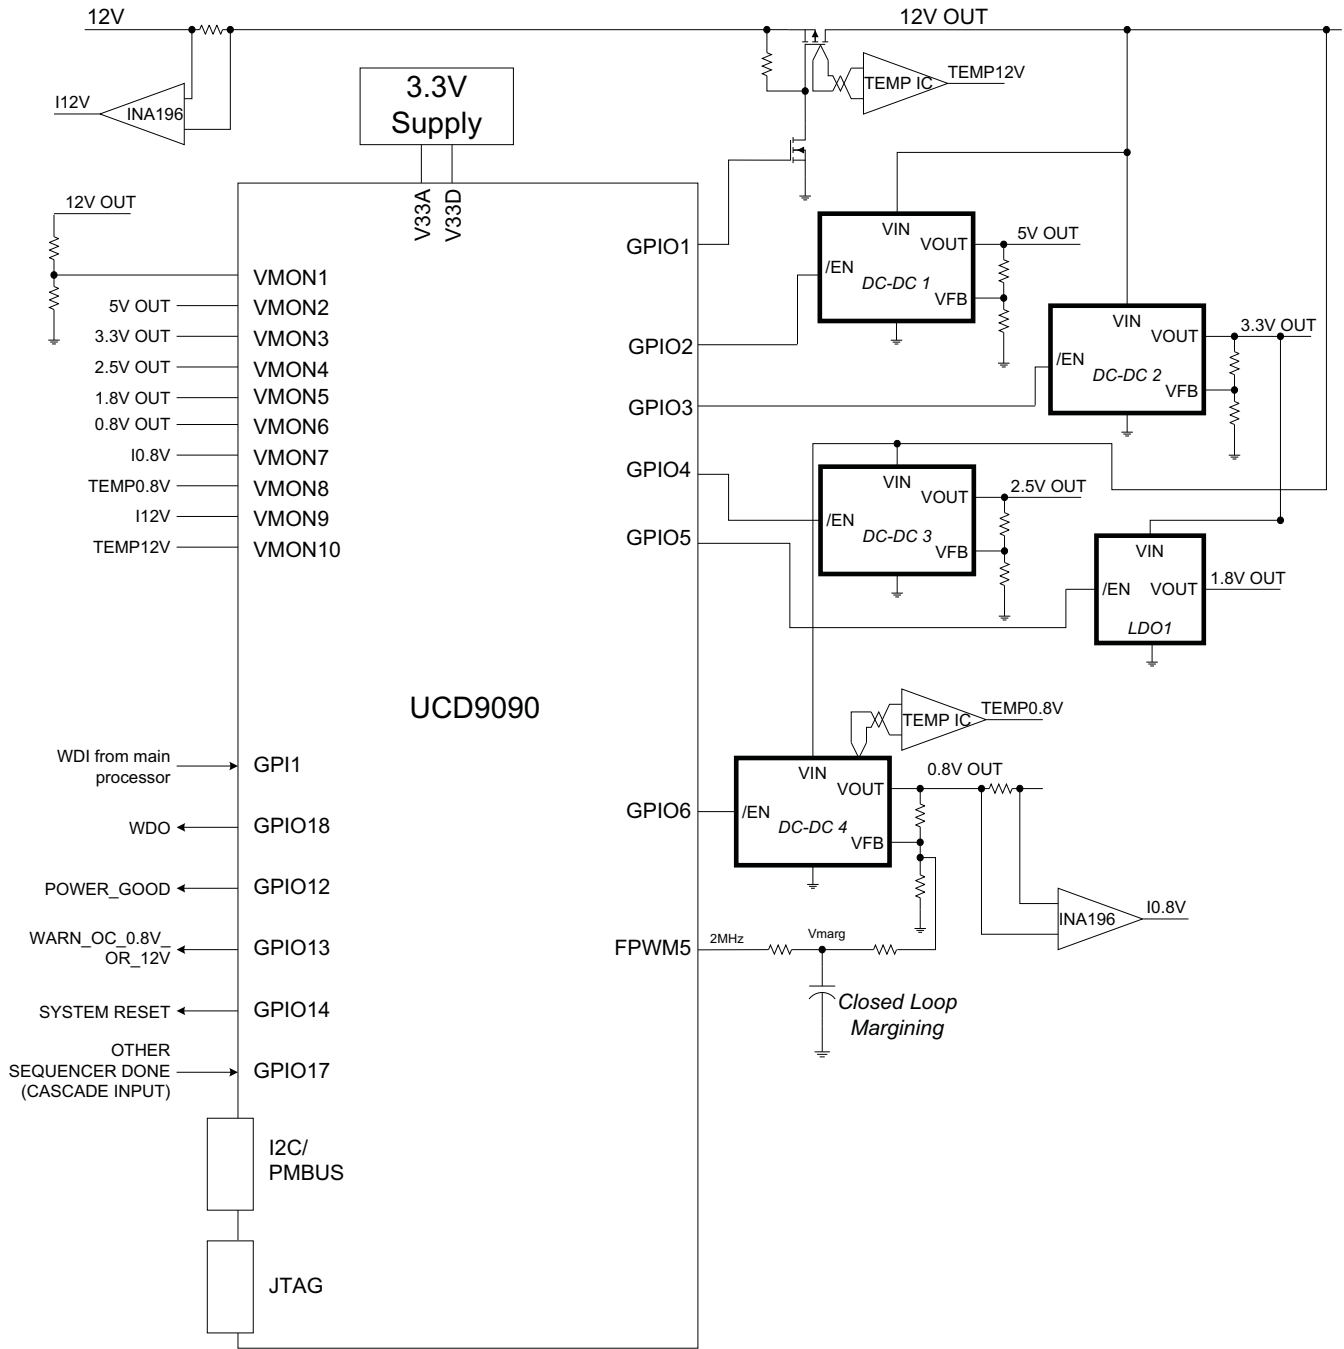 12V
12V OUT
TEMP IC
TEMP12V
3.3V
Supply
I12V
INA196
V33A
V33D
12V OUT
VMON1
5V OUT
VMON2
3.3V OUT
VMON3
2.5V OUT
VMON4
1.8V OUT
VMON5
0.8V OUT
VMON6
I0.8V
VMON7
TEMP0.8V
VMON8
I12V
VMON9
TEMP12V
VMON10
GPIO1
GPIO2
GPIO3
GPIO4
GPIO5
VIN
VOUT
/EN
DC-DC 1
VFB
5V OUT
VIN
VOUT
/EN
DC-DC 2
VFB
3.3V OUT
VIN
VOUT
/EN
DC-DC 3
VFB
2.5V OUT
VIN
/EN
VOUT
LDO1
1.8V OUT
UCD9090
TEMP IC
TEMP0.8V
WDI from main
processor
GPI1
WDO
GPIO18
POWER_GOOD
GPIO12
WARN_OC_0.8V_
OR_12V
GPIO13
SYSTEM RESET
GPIO14
OTHER
SEQUENCER DONE
(CASCADE INPUT)
GPIO17
GPIO6
VIN
VOUT
/EN
DC-DC 4
VFB
0.8V OUT
INA196
I0.8V
FPWM5
2MHz
Vmarg
Closed Loop
Margining
I2C/
PMBUS
JTAG